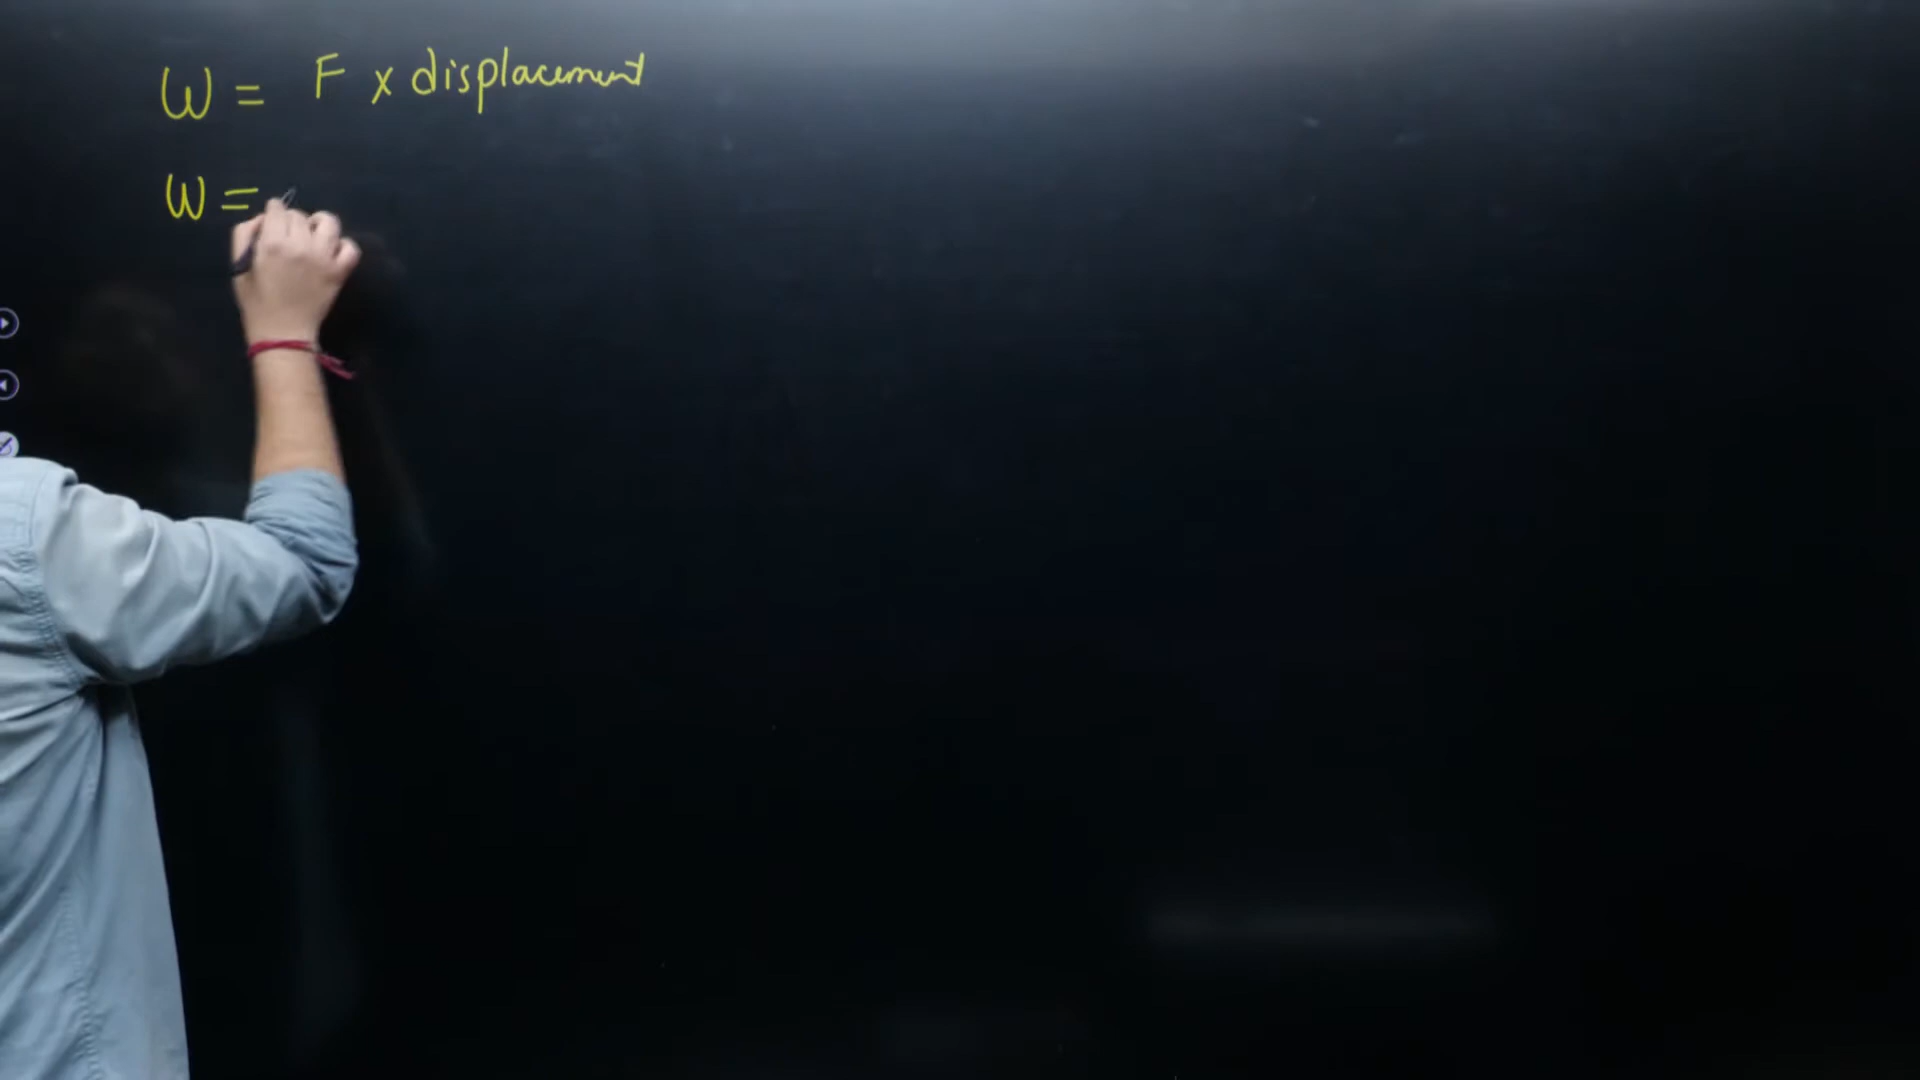 W = F x displacement
W =